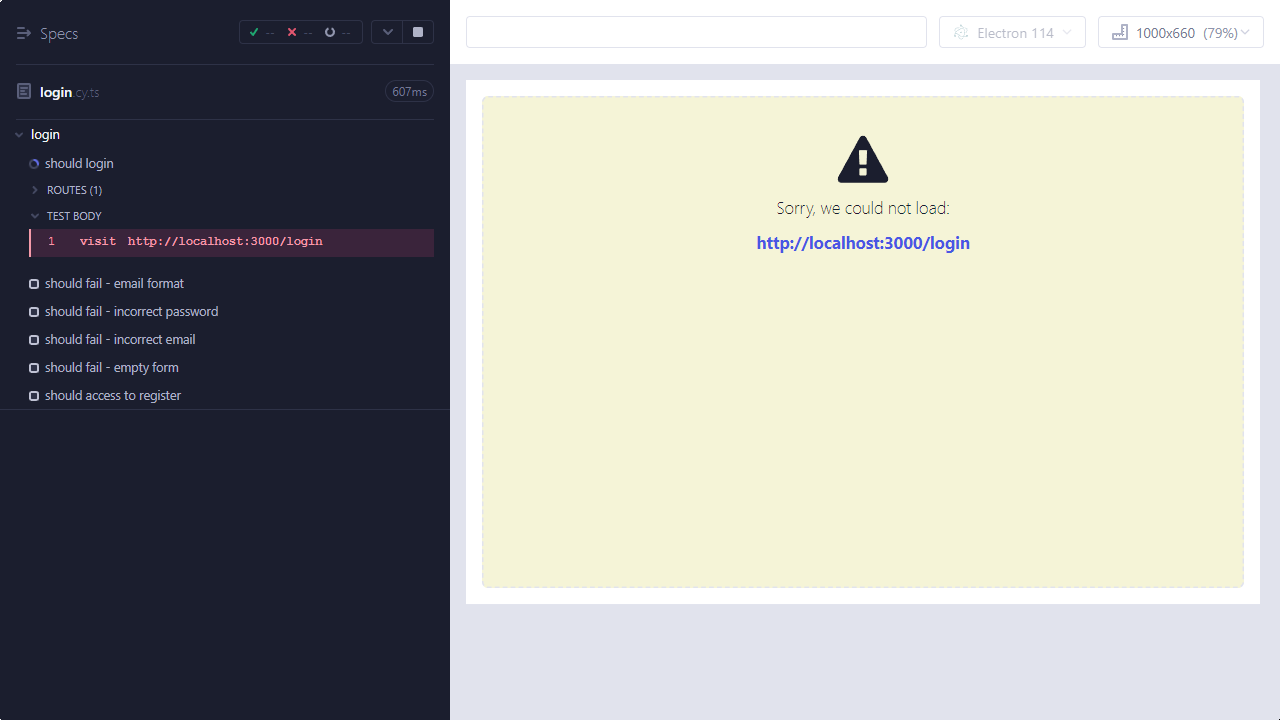 Specs
-- -- --
login.cy.ts
607ms
login
should login
ROUTES (1)
TEST BODY
1 visit http://localhost:3000/login
should fail - email format
should fail - incorrect password
should fail - incorrect email
should fail - empty form
should access to register
Electron 114
1000x660 (79%)
Sorry, we could not load:
http://localhost:3000/login